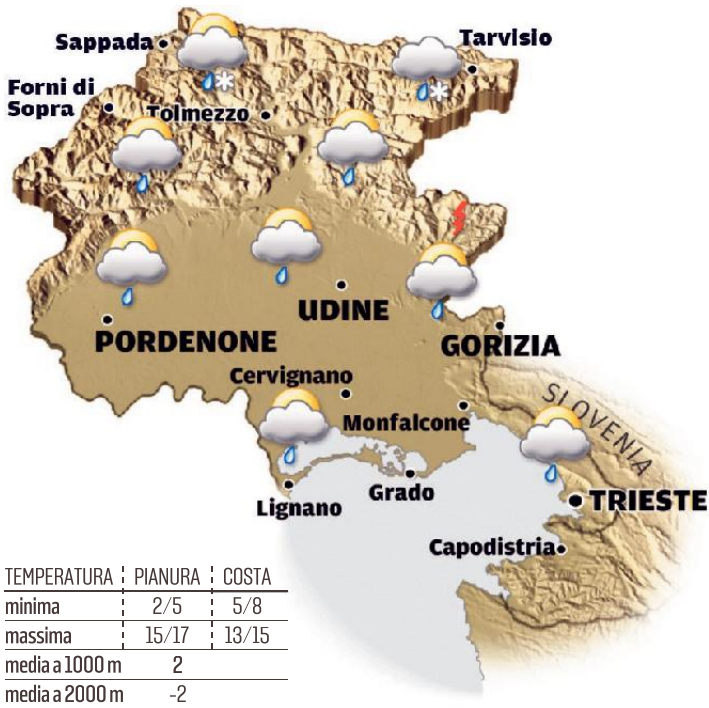 Sappada
Tarvisio
Forni di
Sopra
Tolmezzo
UDINE
PORDENONE
GORIZIA
Cervignano
SLOVENIA
Monfalcone
Lignano
Grado
TRIESTE
Capodistria
TEMPERATURA PIANURA COSTA
minima 2/5 5/8
massima 15/17 13/15
media a 1000 m 2
media a 2000 m -2